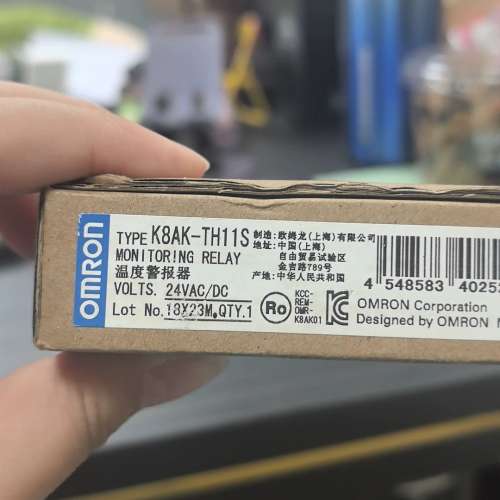 OMRON
TYPE K8AK-TH11S
MONITORING RELAY
温度警报器
VOLTS. 24VAC/DC
Lot No.18X23M,QTY.1
制造: 欧姆龙(上海)有限公司
地址: 中国(上海)
自由贸易试验区
金吉路789号
产地: 中华人民共和国
Ro
KCC-
REM-
OMR-
K8AK01
4 548583 40253
OMRON Corporation
Designed by OMRON